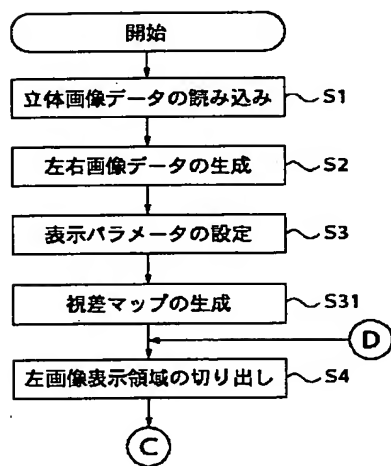 開始
立体画像データの読み込み S1
左右画像データの生成 S2
表示パラメータの設定 S3
視差マップの生成 S31
D
左画像表示領域の切り出し S4
C